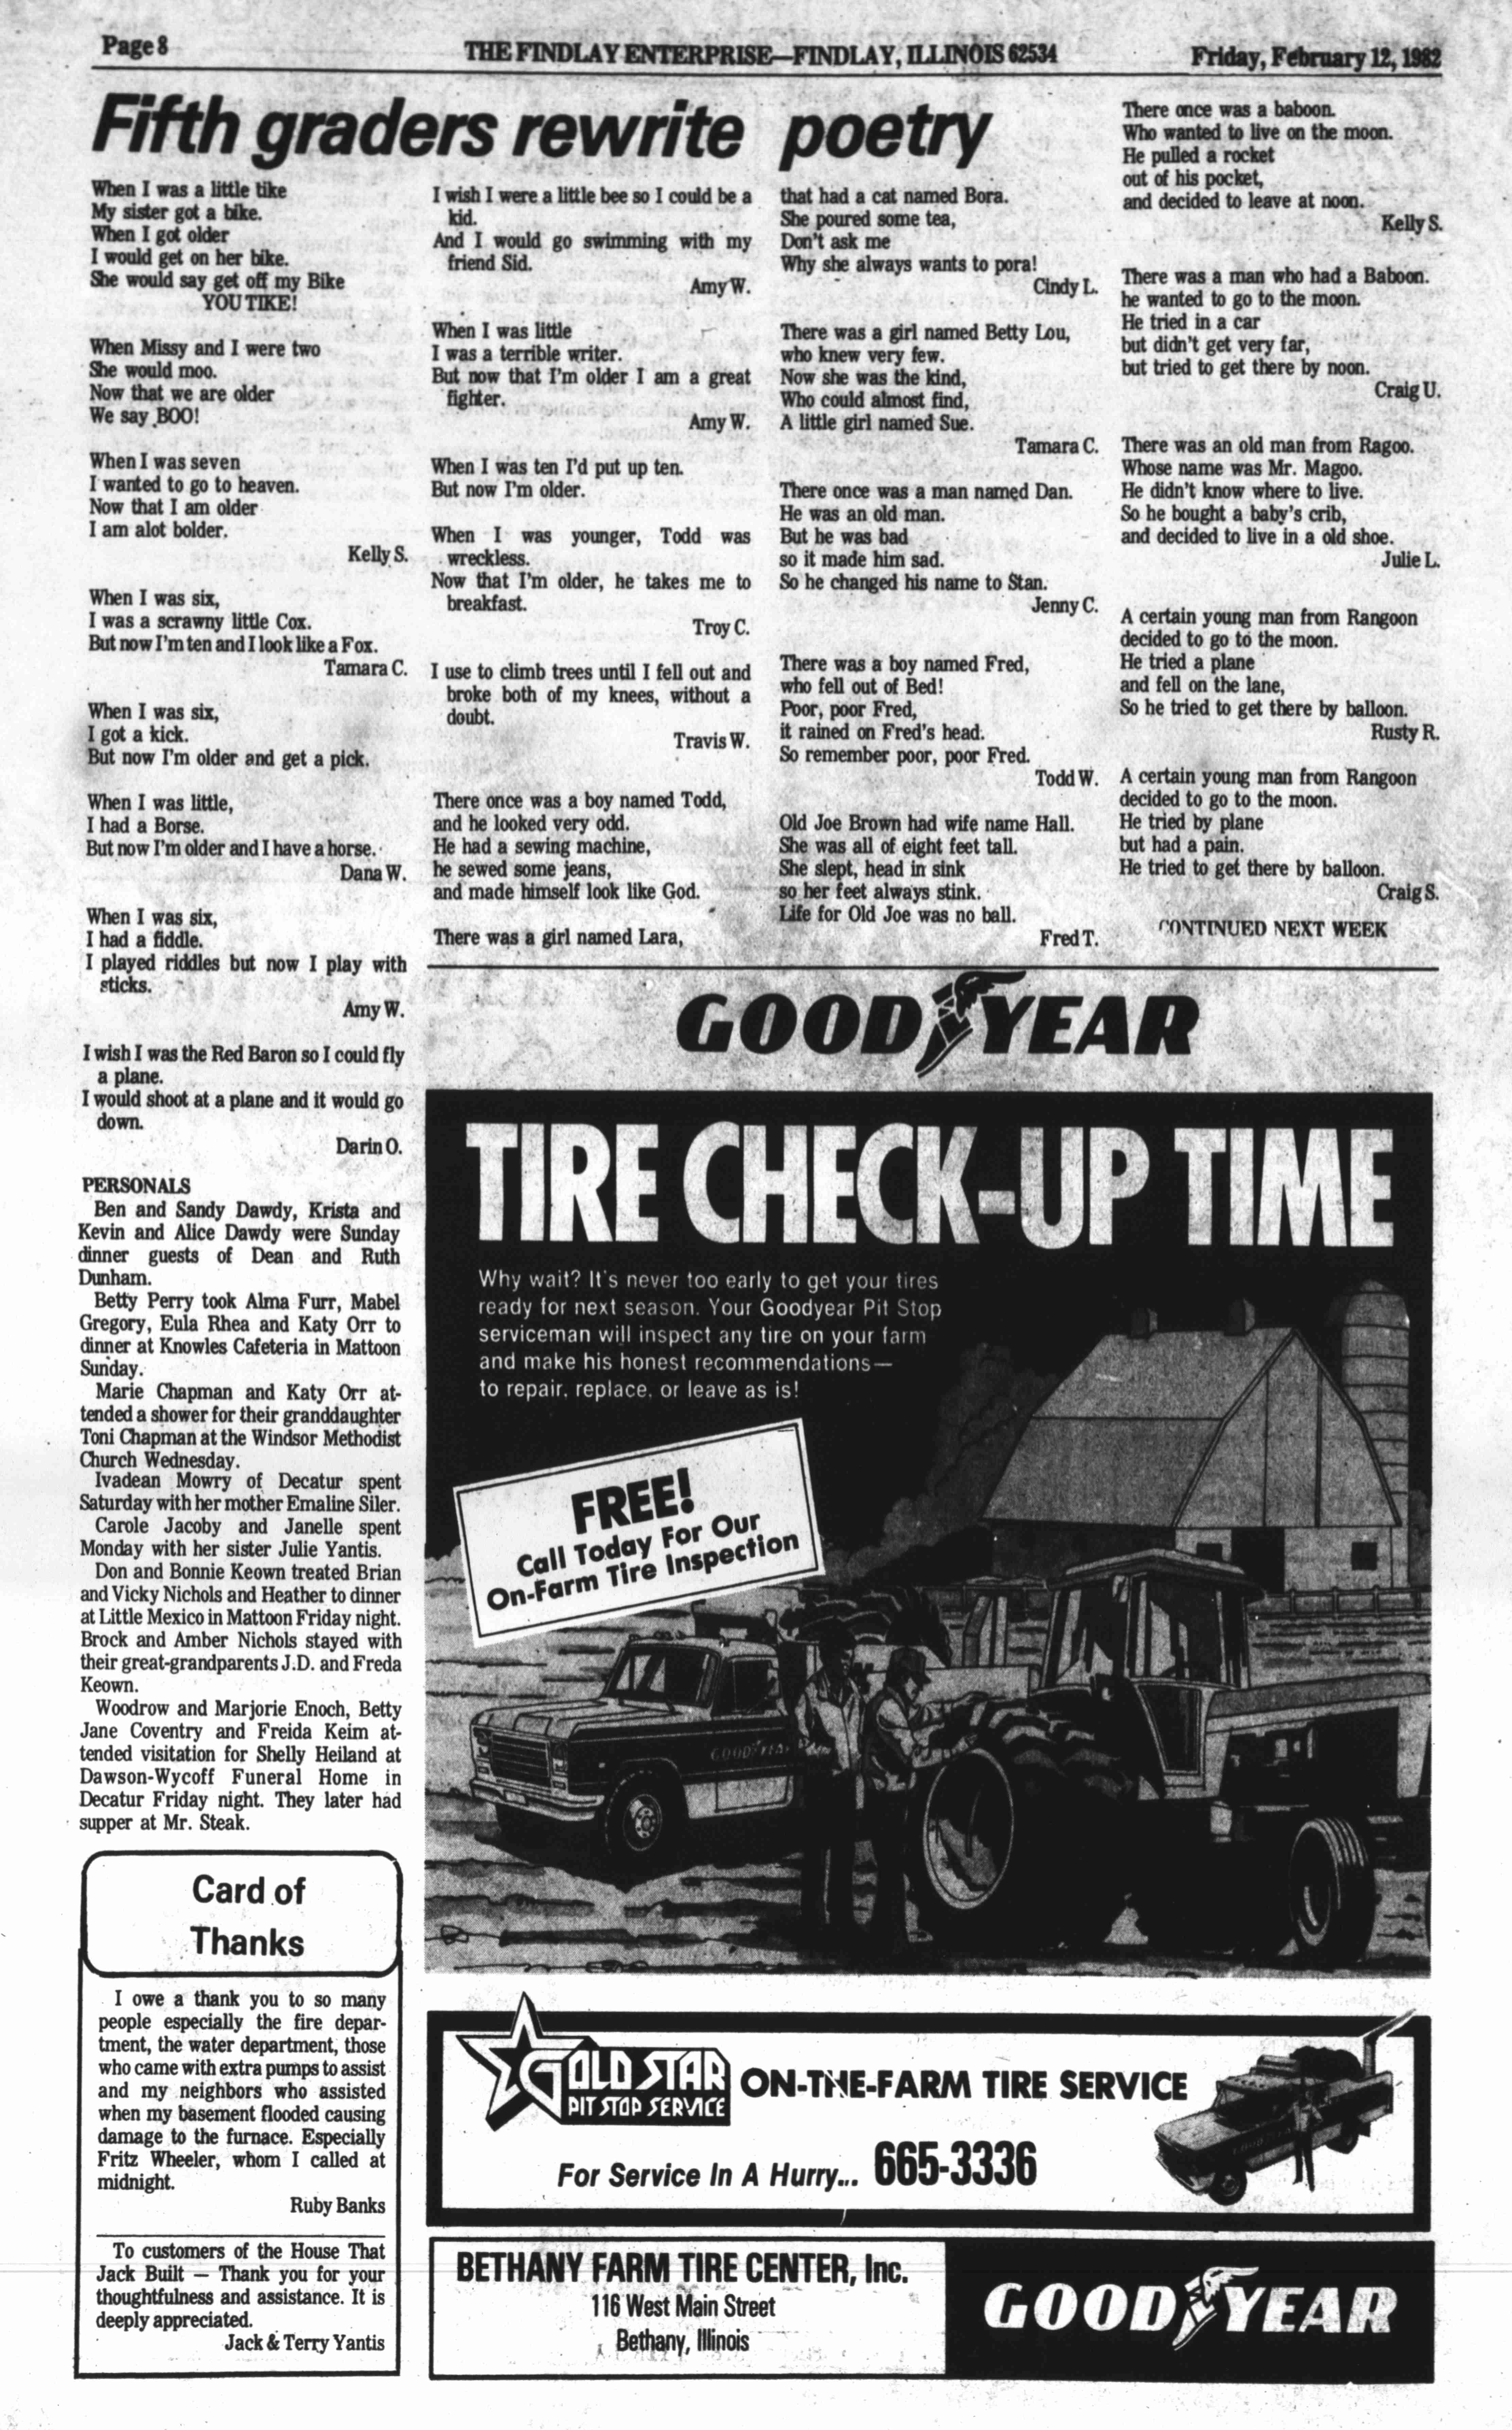 Page 8
THE FINDLAY ENTERPRISE—FINDLAY, ILLINOIS 62534
Friday, February 12, 1982
Fifth graders rewrite poetry
When I was a little tike
My sister got a bike.
When I got older
I would get on her bike.
She would say get off my Bike
YOU TIKE!
When Missy and I were two
She would moo.
Now that we are older
We say BOO!
When I was seven
I wanted to go to heaven.
Now that I am older
I am alot bolder.
Kelly S.
When I was six,
I was a scrawny little Cox.
But now I'm ten and I look like a Fox.
Tamara C.
When I was six,
I got a kick.
But now I'm older and get a pick.
When I was little,
I had a Borse.
But now I'm older and I have a horse.
Dana W.
When I was six,
I had a fiddle.
I played riddles but now I play with
sticks.
Amy W.
I wish I was the Red Baron so I could fly
a plane.
I would shoot at a plane and it would go
down.
Darin O.
I wish I were a little bee so I could be a
kid.
And I would go swimming with my
friend Sid.
Amy W.
When I was little
I was a terrible writer.
But now that I'm older I am a great
fighter.
Amy W.
When I was ten I'd put up ten.
But now I'm older.
When I was younger, Todd was
wreckless.
Now that I'm older, he takes me to
breakfast.
Troy C.
I use to climb trees until I fell out and
broke both of my knees, without a
doubt.
Travis W.
There once was a boy named Todd,
and he looked very odd.
He had a sewing machine,
he sewed some jeans,
and made himself look like God.
There was a girl named Lara,
that had a cat named Bora.
She poured some tea,
Don't ask me
Why she always wants to pora!
Cindy L.
There was a girl named Betty Lou,
who knew very few.
Now she was the kind,
Who could almost find,
A little girl named Sue.
Tamara C.
There once was a man named Dan.
He was an old man.
But he was bad
so it made him sad.
So he changed his name to Stan.
Jenny C.
There was a boy named Fred,
who fell out of Bed!
Poor, poor Fred,
it rained on Fred's head.
So remember poor, poor Fred.
Todd W.
Old Joe Brown had wife name Hall.
She was all of eight feet tall.
She slept, head in sink
so her feet always stink.
Life for Old Joe was no ball.
Fred T.
There once was a baboon.
Who wanted to live on the moon.
He pulled a rocket
out of his pocket,
and decided to leave at noon.
Kelly S.
There was a man who had a Baboon.
he wanted to go to the moon.
He tried in a car
but didn't get very far,
but tried to get there by noon.
Craig U.
There was an old man from Ragoo.
Whose name was Mr. Magoo.
He didn't know where to live.
So he bought a baby's crib,
and decided to live in a old shoe.
Julie L.
A certain young man from Rangoon
decided to go to the moon.
He tried a plane
and fell on the lane,
So he tried to get there by balloon.
Rusty R.
A certain young man from Rangoon
decided to go to the moon.
He tried by plane
but had a pain.
He tried to get there by balloon.
Craig S.
CONTINUED NEXT WEEK
PERSONALS
Ben and Sandy Dawdy, Krista and
Kevin and Alice Dawdy were Sunday
dinner guests of Dean and Ruth
Dunham.
Betty Perry took Alma Furr, Mabel
Gregory, Eula Rhea and Katy Orr to
dinner at Knowles Cafeteria in Mattoon
Sunday.
Marie Chapman and Katy Orr at-
tended a shower for their granddaughter
Toni Chapman at the Windsor Methodist
Church Wednesday.
Ivadean Mowry of Decatur spent
Saturday with her mother Emaline Siler.
Carole Jacoby and Janelle spent
Monday with her sister Julie Yantis.
Don and Bonnie Keown treated Brian
and Vicky Nichols and Heather to dinner
at Little Mexico in Mattoon Friday night.
Brock and Amber Nichols stayed with
their great-grandparents J.D. and Freda
Keown.
Woodrow and Marjorie Enoch, Betty
Jane Coventry and Freida Keim at-
tended visitation for Shelly Heiland at
Dawson-Wycoff Funeral Home in
Decatur Friday night. They later had
supper at Mr. Steak.
Card of
Thanks
I owe a thank you to so many
people especially the fire depar-
tment, the water department, those
who came with extra pumps to assist
and my neighbors who assisted
when my basement flooded causing
damage to the furnace. Especially
Fritz Wheeler, whom I called at
midnight.
Ruby Banks
To customers of the House That
Jack Built — Thank you for your
thoughtfulness and assistance. It is
deeply appreciated.
Jack & Terry Yantis
GOODYEAR
TIRE CHECK-UP TIME
Why wait? It's never too early to get your tires
ready for next season. Your Goodyear Pit Stop
serviceman will inspect any tire on your farm
and make his honest recommendations—
to repair, replace, or leave as is!
FREE!
Call Today For Our
On-Farm Tire Inspection
GOODYEAR
GOLD STAR
PIT STOP SERVICE
ON-THE-FARM TIRE SERVICE
For Service In A Hurry... 665-3336
BETHANY FARM TIRE CENTER, Inc.
116 West Main Street
Bethany, Illinois
GOODYEAR